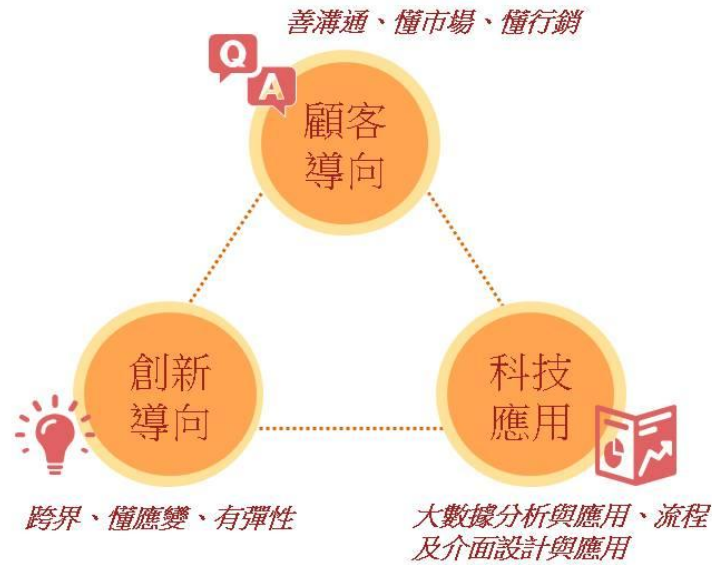 善溝通、懂市場、懂行銷
Q
A
顧客
導向
創新
導向
科技
應用
跨界、懂應變、有彈性
大數據分析與應用、流程
及介面設計與應用